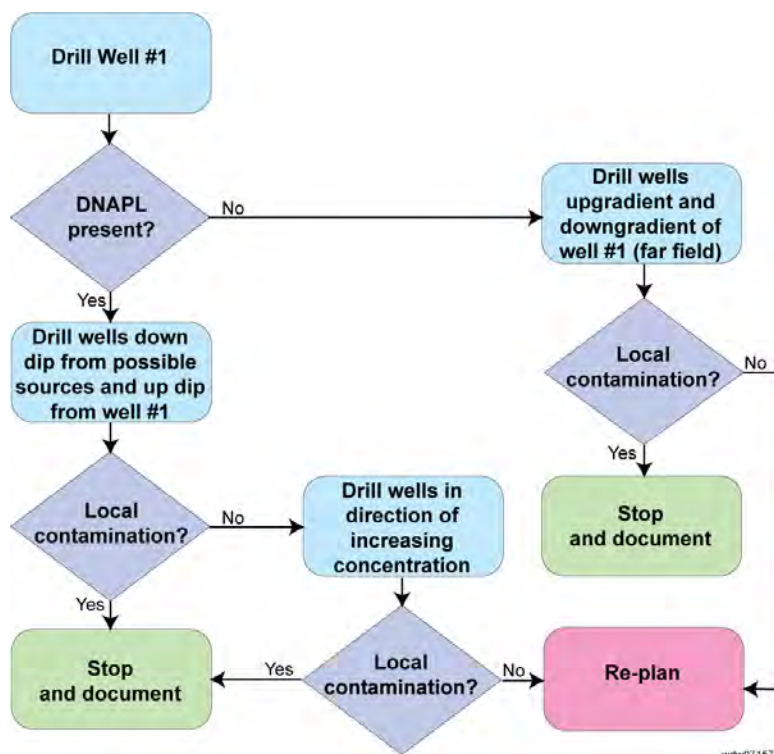 Drill Well #1
DNAPL
present?
No
Drill wells
upgradient and
downgradient of
well #1 (far field)
Yes
Drill wells down
dip from possible
sources and up dip
from well #1
Local
contamination?
No
Yes
Stop
and document
Local
contamination?
No
Drill wells in
direction of
increasing
concentration
Yes
Stop
and document
Local
contamination?
Yes
No
Re-plan